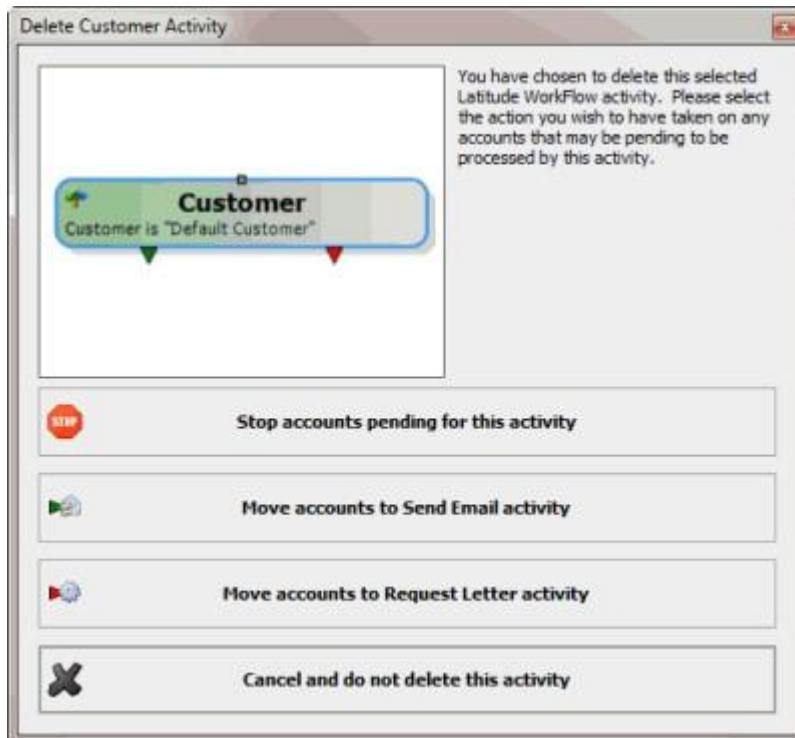 Delete Customer Activity
You have chosen to delete this selected
Latitude WorkFlow activity. Please select
the action you wish to have taken on any
accounts that may be pending to be
processed by this activity.
Customer
Customer is "Default Customer"
STOP
Stop accounts pending for this activity
Move accounts to Send Email activity
Move accounts to Request Letter activity
Cancel and do not delete this activity